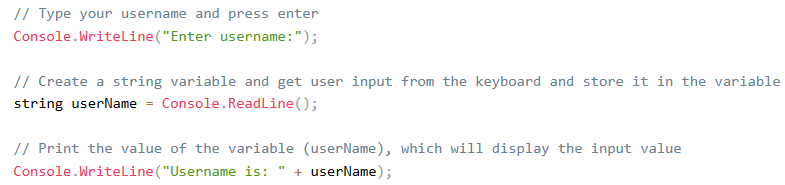 // Type your username and press enter
Console.WriteLine("Enter username:");
// Create a string variable and get user input from the keyboard and store it in the variable
string userName = Console.ReadLine();
// Print the value of the variable (userName), which will display the input value
Console.WriteLine("Username is: " + userName);